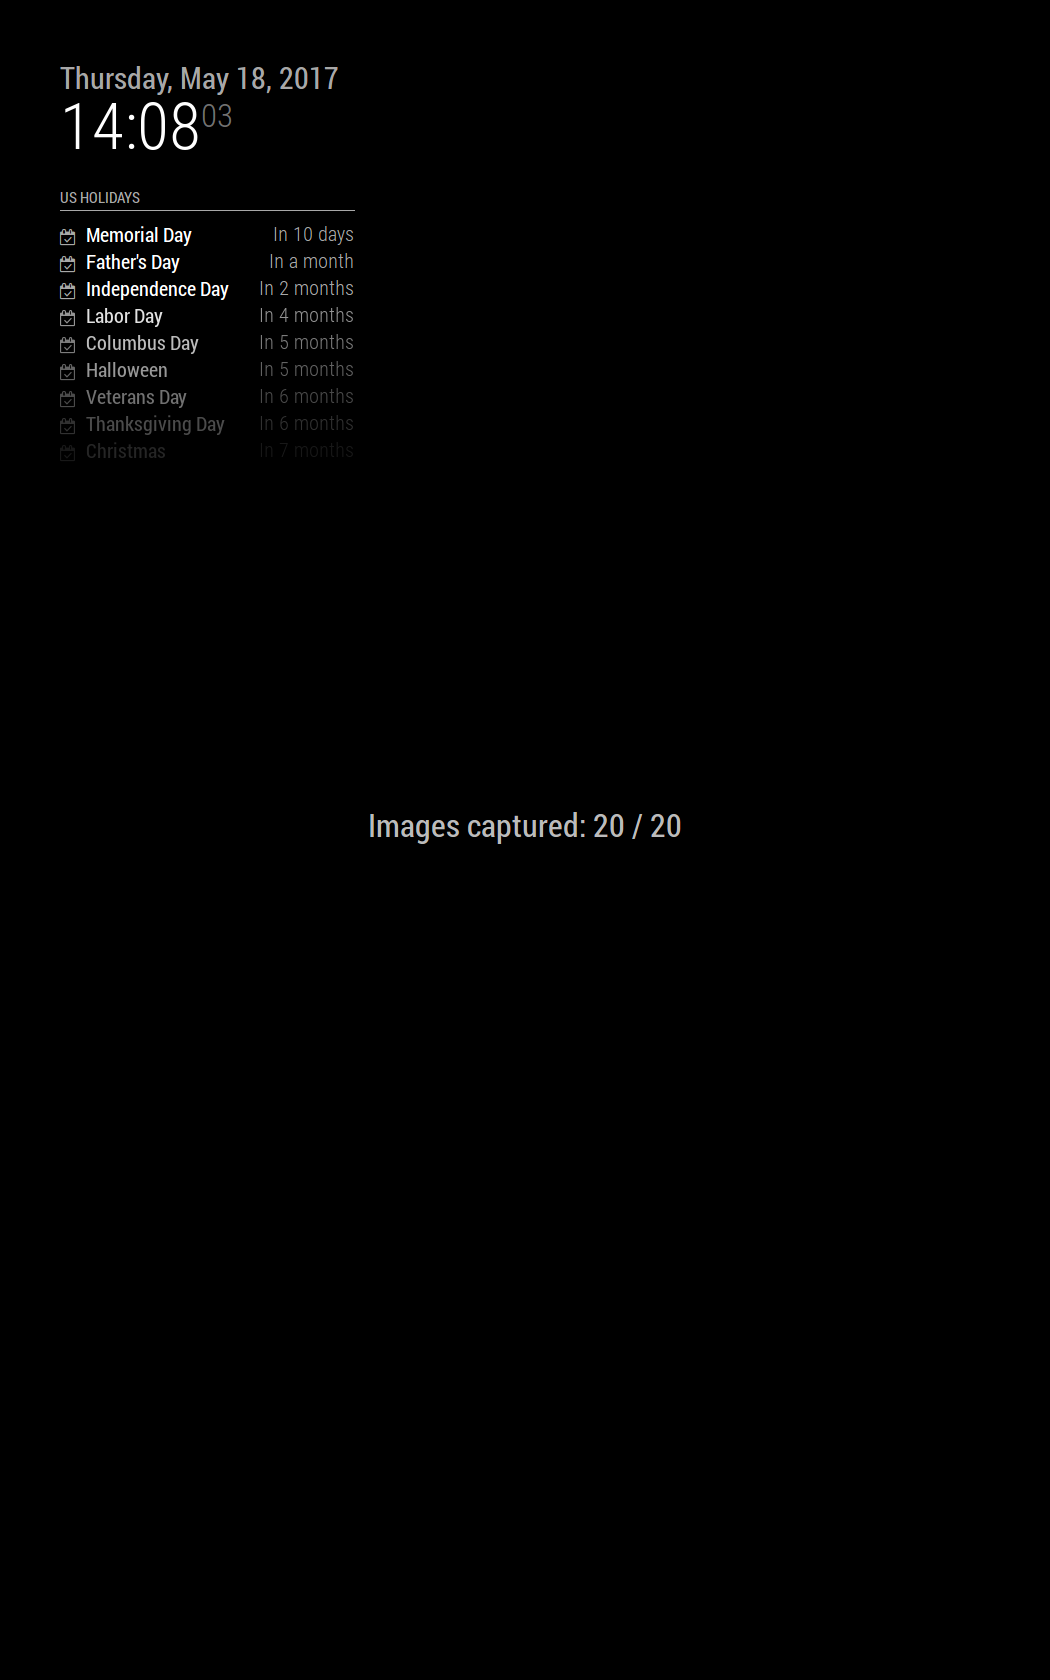 Thursday, May 18, 2017
14:08 03
US HOLIDAYS
Memorial Day In 10 days
Father's Day In a month
Independence Day In 2 months
Labor Day In 4 months
Columbus Day In 5 months
Halloween In 5 months
Veterans Day In 6 months
Thanksgiving Day In 6 months
Christmas In 7 months
Images captured: 20 / 20